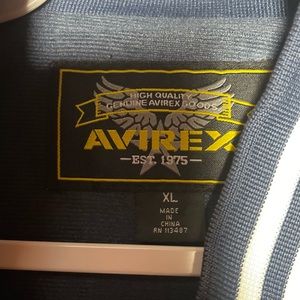 HIGH QUALITY
GENUINE AVIREX GOODS
AVIREX
EST. 1975
XL
MADE
IN
CHINA
RN 113487